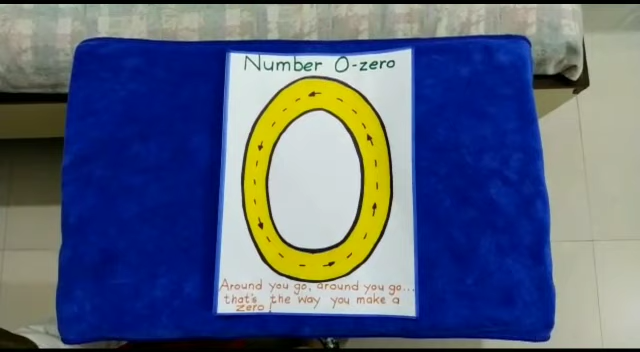 Number 0-zero
Around you go, around you go...
that's the way you make a
zero!